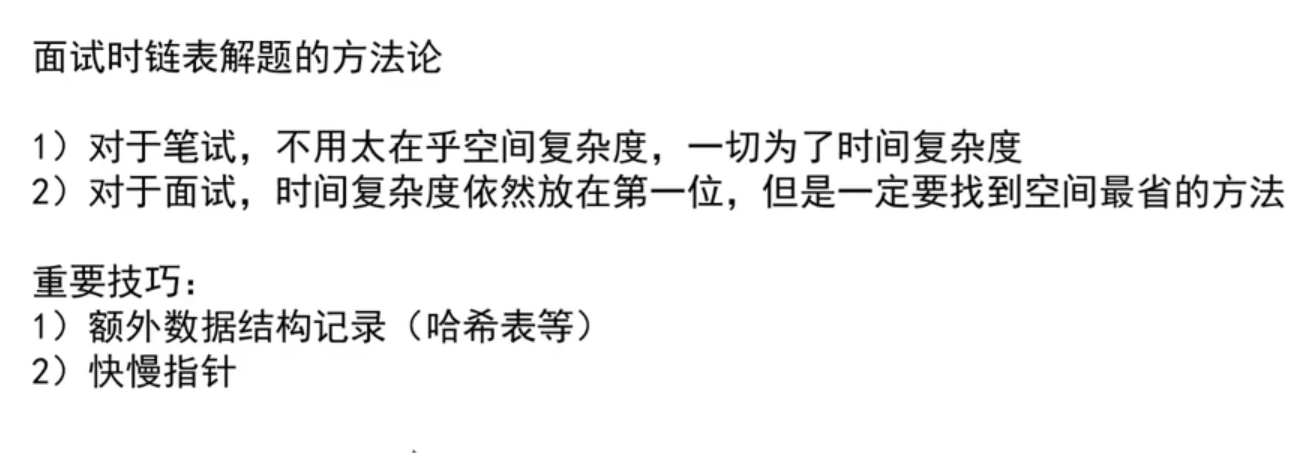 面试时链表解题的方法论
1）对于笔试，不用太在乎空间复杂度，一切为了时间复杂度
2）对于面试，时间复杂度依然放在第一位，但是一定要找到空间最省的方法
重要技巧：
1）额外数据结构记录（哈希表等）
2）快慢指针